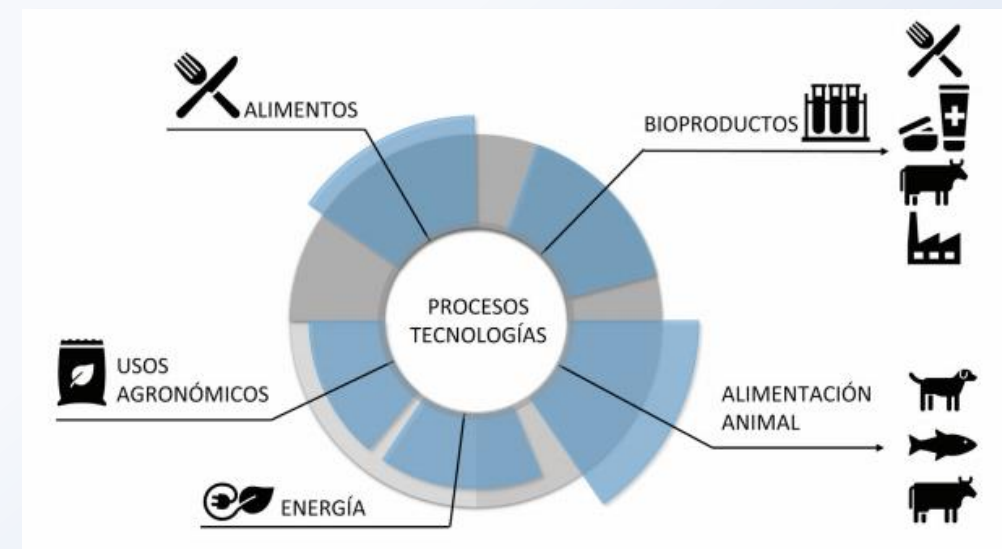 ALIMENTOS
BIOPRODUCTOS
PROCESOS
TECNOLOGÍAS
USOS
AGRONÓMICOS
ALIMENTACIÓN
ANIMAL
ENERGÍA